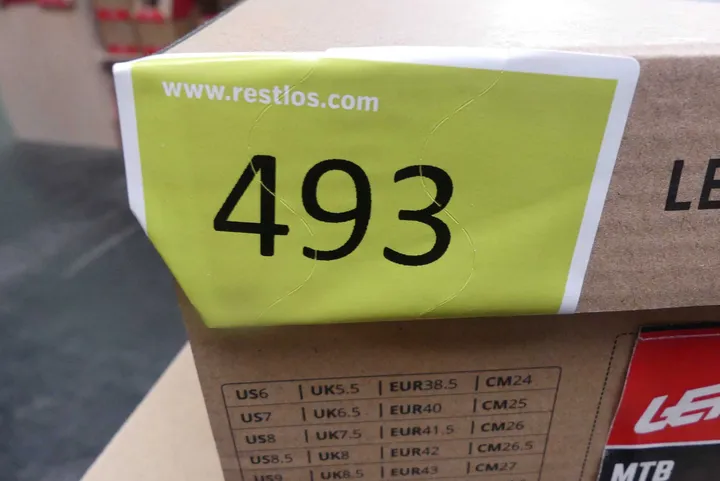 www.restlos.com
493
LE
US6 | UK5.5 | EUR38.5 | CM24
US7 | UK6.5 | EUR40 | CM25
US8 | UK7.5 | EUR41.5 | CM26
US8.5 | UK8 | EUR42 | CM26.5
US9 | UK8.5 | EUR43 | CM27
MTB